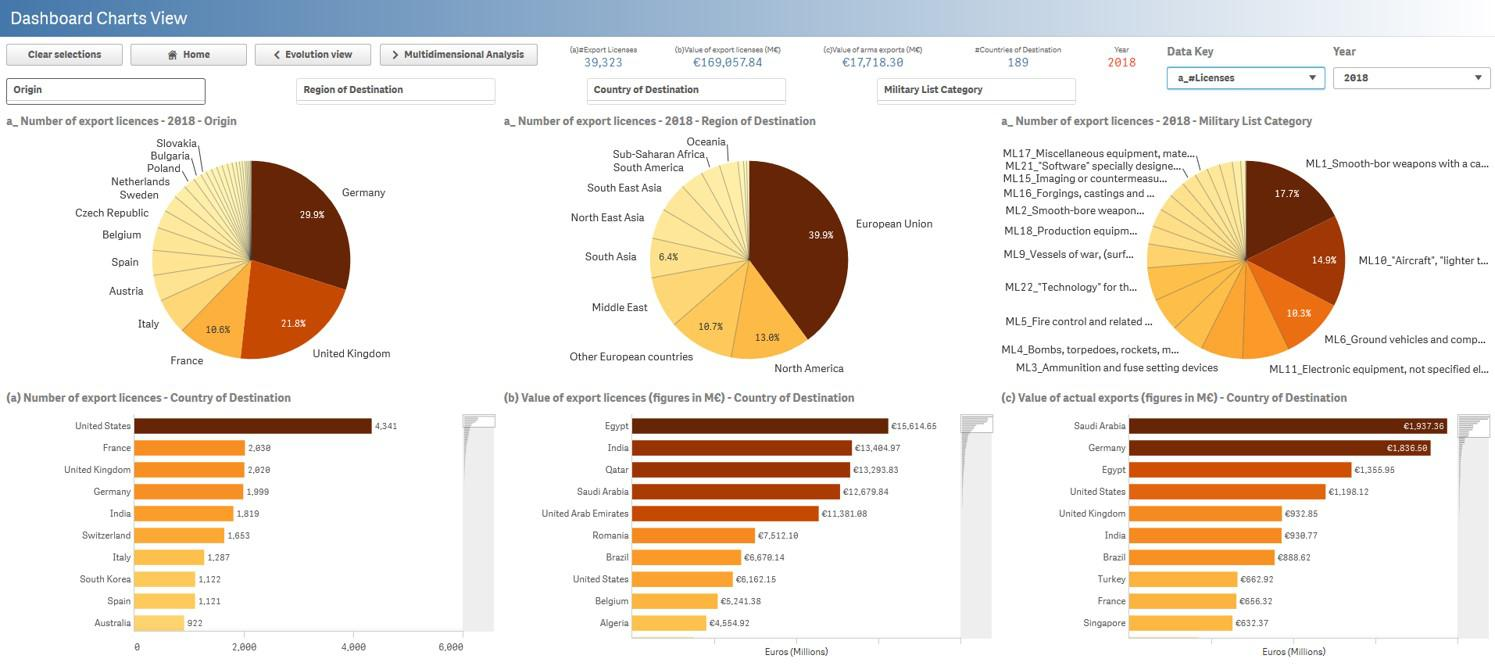 Dashboard Charts View
Clear selections
Home
Evolution view
Multidimensional Analysis
(a)#Export Licenses
39,323
(b)Value of export licenses (M€)
€169,057.84
(c)Value of arms exports (M€)
€17,718.30
#Countries of Destination
189
Year
2018
Data Key
a_#Licenses
Year
2018
Origin
Region of Destination
Country of Destination
Military List Category
a_ Number of export licences - 2018 - Origin
Slovakia
Bulgaria
Poland
Netherlands
Sweden
Czech Republic
Belgium
Spain
Austria
Italy
France
10.6%
United Kingdom
21.8%
Germany
29.9%
a_ Number of export licences - 2018 - Region of Destination
Oceania
Sub-Saharan Africa
South America
South East Asia
North East Asia
South Asia
6.4%
Middle East
Other European countries
10.7%
North America
13.0%
European Union
39.9%
a_ Number of export licences - 2018 - Military List Category
ML17_Miscellaneous equipment, mate...
ML21_"Software" specially designe...
ML15_Imaging or countermeasu...
ML16_Forgings, castings and ...
ML2_Smooth-bore weapon...
ML18_Production equipm...
ML9_Vessels of war, (surf...
ML22_"Technology" for th...
ML5_Fire control and related ...
ML4_Bombs, torpedoes, rockets, m...
ML3_Ammunition and fuse setting devices
ML11_Electronic equipment, not specified el...
ML6_Ground vehicles and comp...
10.3%
ML10_"Aircraft", "lighter t...
14.9%
ML1_Smooth-bor weapons with a ca...
17.7%
(a) Number of export licences - Country of Destination
United States 4,341
France 2,030
United Kingdom 2,020
Germany 1,999
India 1,819
Switzerland 1,653
Italy 1,287
South Korea 1,122
Spain 1,121
Australia 922
0 2,000 4,000 6,000
(b) Value of export licences (figures in M€) - Country of Destination
Egypt €15,614.65
India €13,404.97
Qatar €13,293.83
Saudi Arabia €12,679.84
United Arab Emirates €11,381.08
Romania €7,512.10
Brazil €6,670.14
United States €6,162.15
Belgium €5,241.38
Algeria €4,554.92
Euros (Millions)
(c) Value of actual exports (figures in M€) - Country of Destination
Saudi Arabia €1,937.36
Germany €1,836.50
Egypt €1,355.95
United States €1,198.12
United Kingdom €932.85
India €930.77
Brazil €888.62
Turkey €662.92
France €656.32
Singapore €632.37
Euros (Millions)